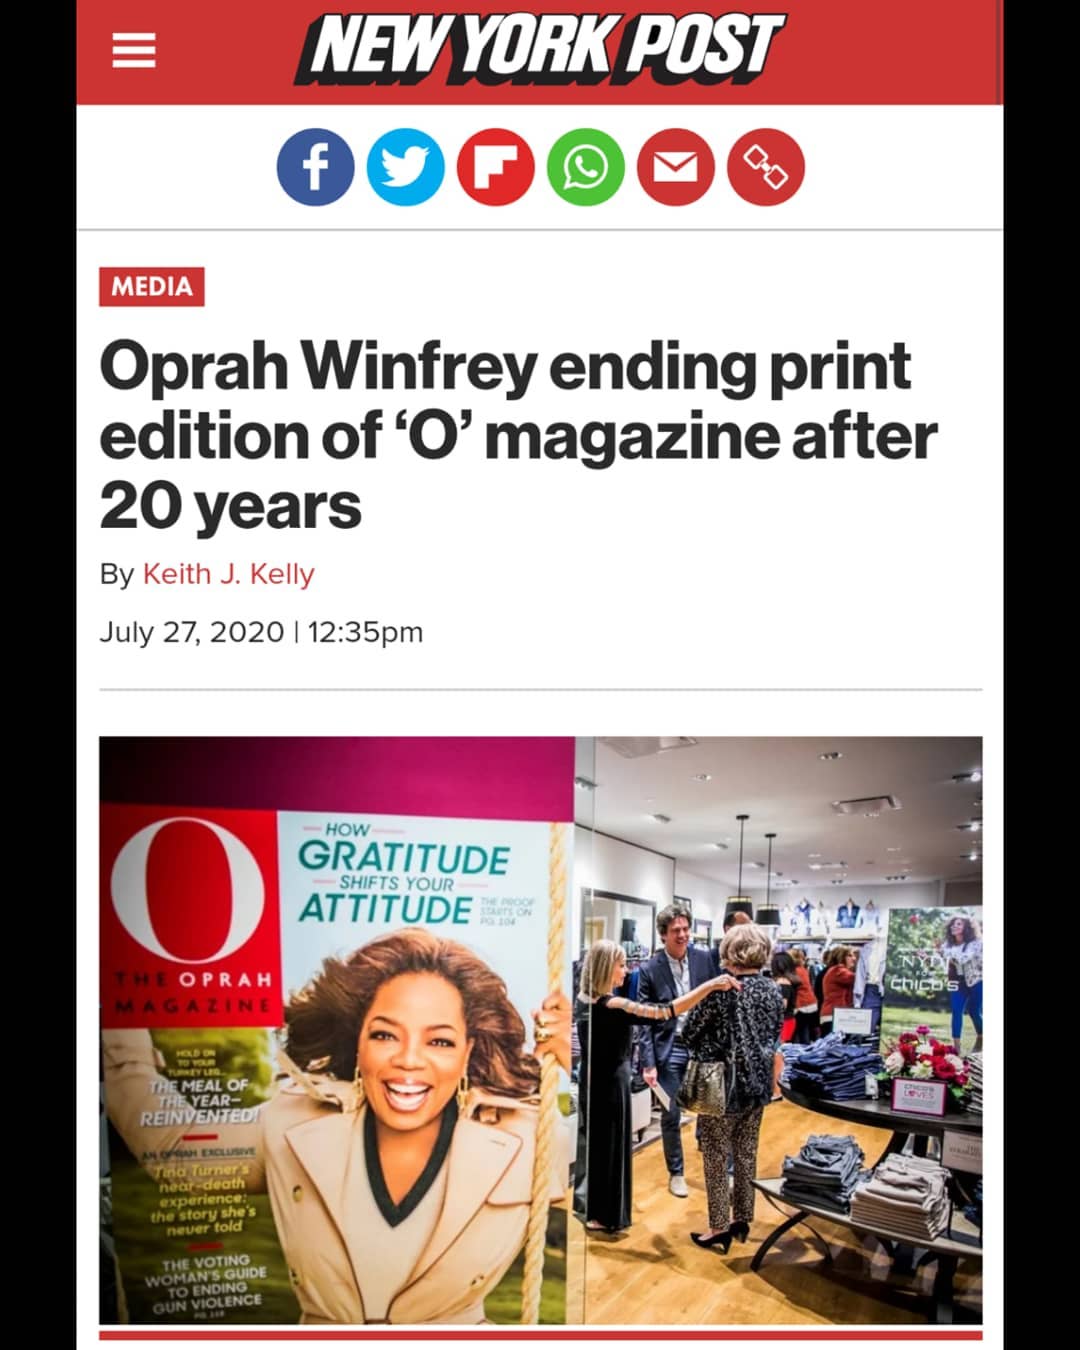 NEW YORK POST
MEDIA
Oprah Winfrey ending print
edition of ‘O’ magazine after
20 years
By Keith J. Kelly
July 27, 2020 | 12:35pm
O
THE OPRAH
MAGAZINE
HOW
GRATITUDE
SHIFTS YOUR
ATTITUDE
THE PROOF
STARTS ON
PG. 104
HOLD ON
TO YOUR
TURKEY LEG...
THE MEAL OF
THE YEAR—
REINVENTED!
AN OPRAH EXCLUSIVE
Tina Turner's
near-death
experience:
the story she's
never told
THE VOTING
WOMAN'S GUIDE
TO ENDING
GUN VIOLENCE
NYDJ
FOR
chico's
chico's
LOVES